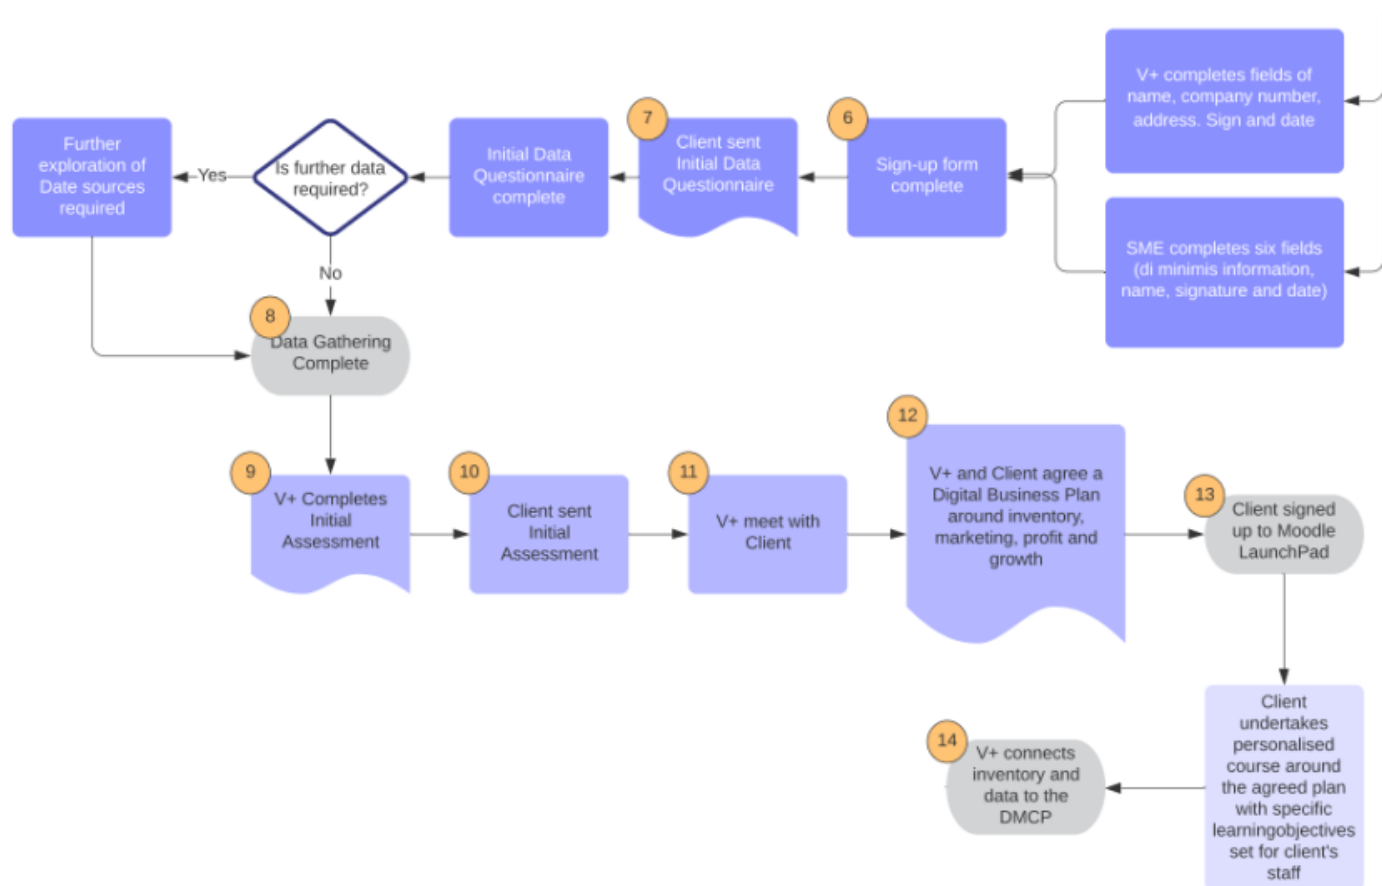 V+ completes fields of
name, company number,
address. Sign and date
SME completes six fields
(di minimis information,
name, signature and date)
6
Sign-up form
complete
7
Client sent
Initial Data
Questionnaire
Initial Data
Questionnaire
complete
Is further data
required?
Yes
Further
exploration of
Date sources
required
No
8
Data Gathering
Complete
9
V+ Completes
Initial
Assessment
10
Client sent
Initial
Assessment
11
V+ meet with
Client
12
V+ and Client agree a
Digital Business Plan
around inventory,
marketing, profit and
growth
13
Client signed
up to Moodle
LaunchPad
Client
undertakes
personalised
course around
the agreed plan
with specific
learningobjectives
set for client's
staff
14
V+ connects
inventory and
data to the
DMCP